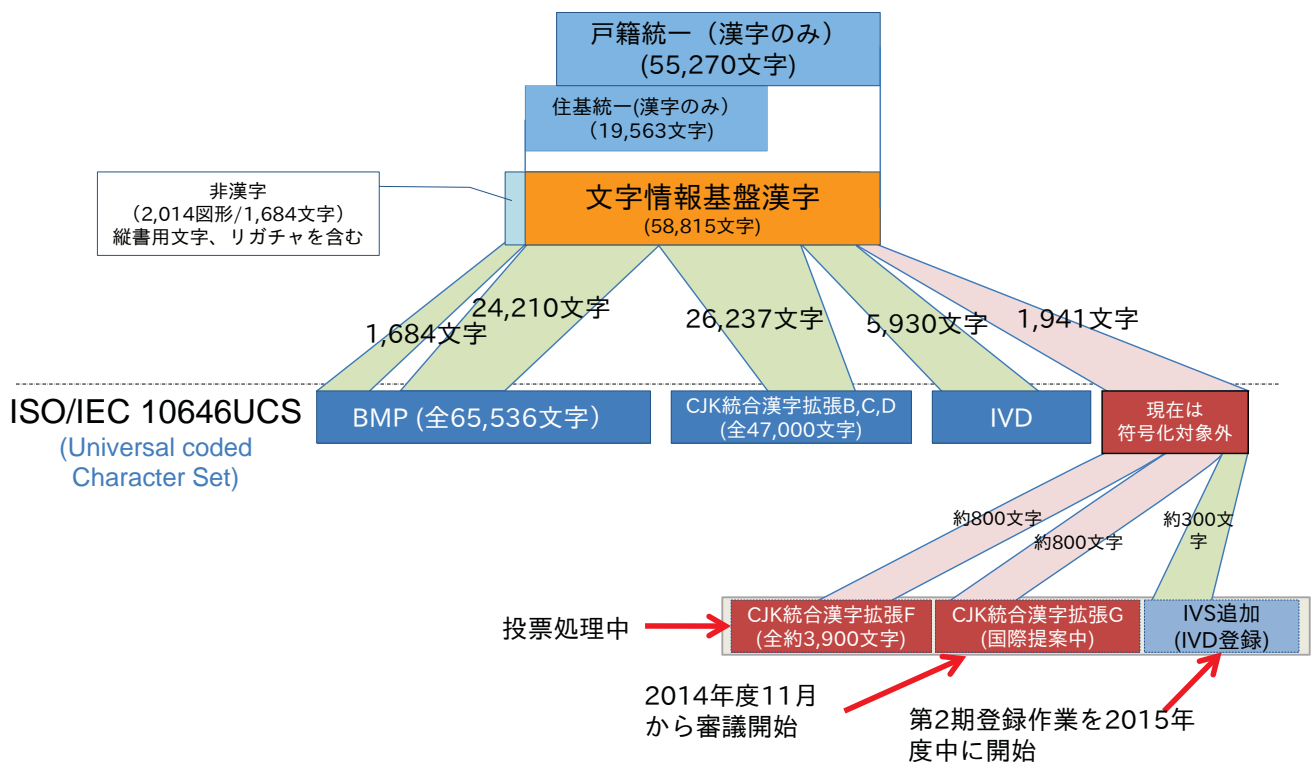 戸籍統一（漢字のみ）
(55,270文字)
住基統一(漢字のみ）
（19,563文字)
非漢字
（2,014図形/1,684文字）
縦書用文字、リガチャを含む
文字情報基盤漢字
(58,815文字)
1,684文字
24,210文字
26,237文字
5,930文字
1,941文字
ISO/IEC 10646UCS
(Universal coded
Character Set)
BMP (全65,536文字）
CJK統合漢字拡張B,C,D
(全47,000文字)
IVD
現在は
符号化対象外
約800文字
約800文字
約300文
字
投票処理中
CJK統合漢字拡張F
(全約3,900文字)
CJK統合漢字拡張G
(国際提案中)
IVS追加
(IVD登録)
2014年度11月
から審議開始
第2期登録作業を2015年
度中に開始